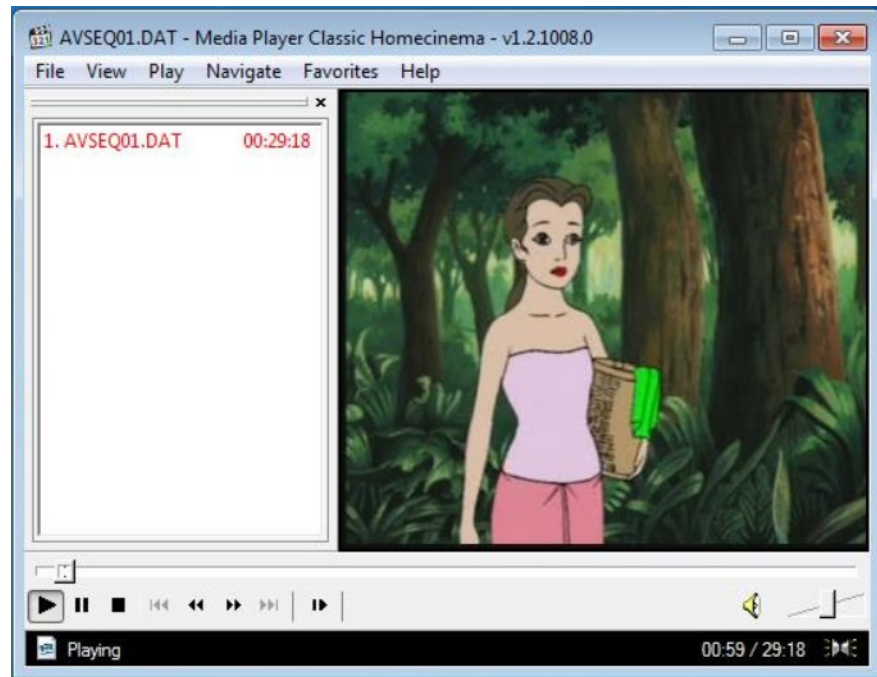 AVSEQ01.DAT - Media Player Classic Homecinema - v1.2.1008.0
File View Play Navigate Favorites Help
1. AVSEQ01.DAT 00:29:18
Playing 00:59 / 29:18